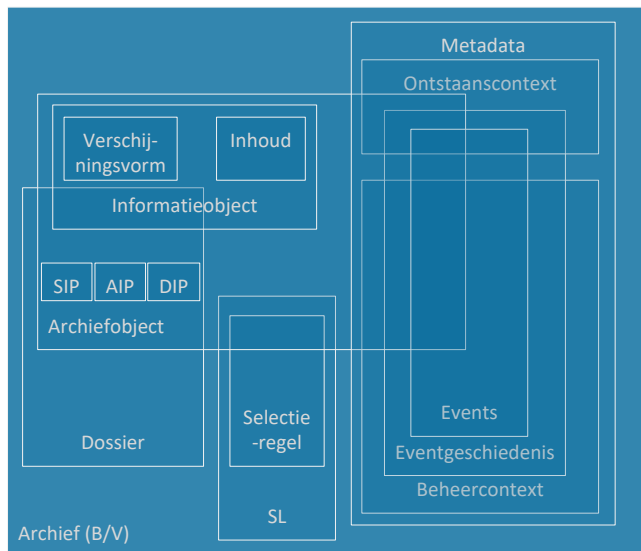 Metadata
Ontstaanscontext
Verschij-
ningsvorm
Inhoud
Informatieobject
SIP
AIP
DIP
Archiefobject
Selectie
-regel
Events
Dossier
Eventgeschiedenis
Beheercontext
SL
Archief (B/V)